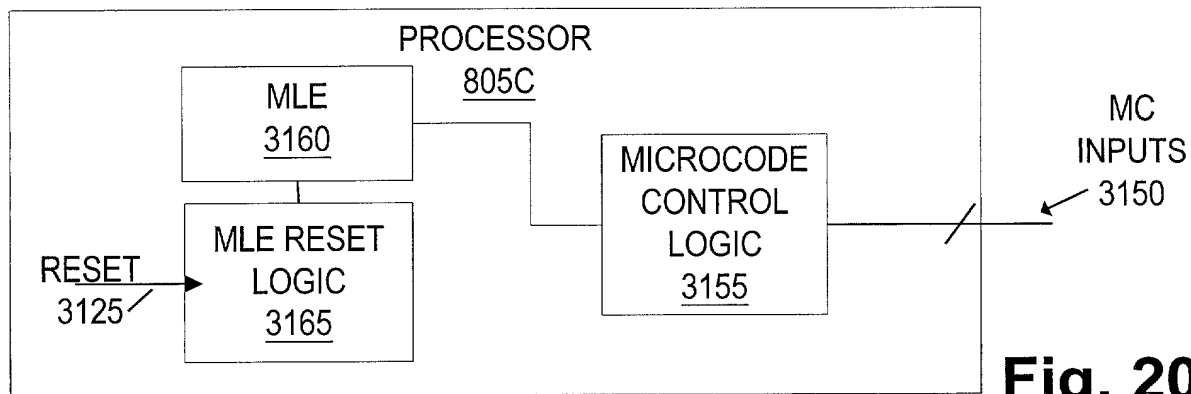 PROCESSOR
805C
MLE
3160
MLE RESET
LOGIC
3165
RESET
3125
MICROCODE
CONTROL
LOGIC
3155
MC
INPUTS
3150
Fig. 20